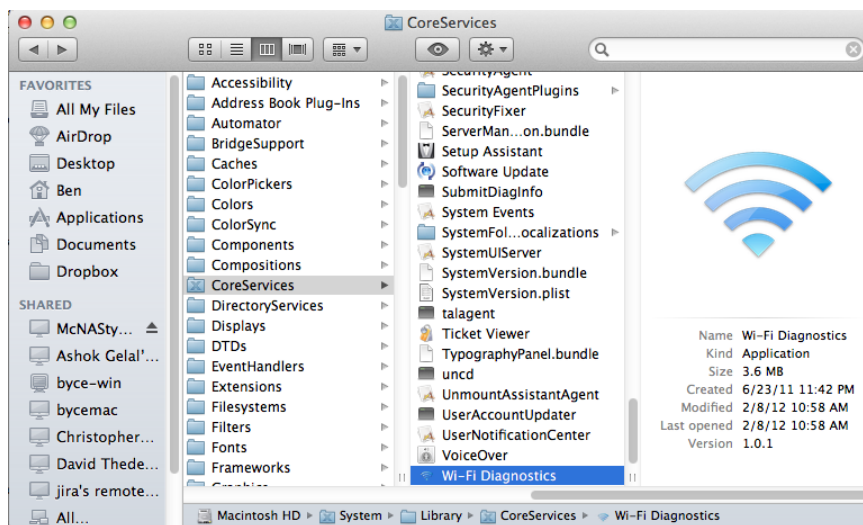 CoreServices
FAVORITES
All My Files
AirDrop
Desktop
Ben
Applications
Documents
Dropbox
SHARED
McNASty...
Ashok Gelal'...
byce-win
bycemac
Christopher...
David Thede...
jira's remote...
All...
Accessibility
Address Book Plug-Ins
Automator
BridgeSupport
Caches
ColorPickers
Colors
ColorSync
Components
Compositions
CoreServices
DirectoryServices
Displays
DTDs
EventHandlers
Extensions
Filesystems
Filters
Fonts
Frameworks
SecurityAgent
SecurityAgentPlugins
SecurityFixer
ServerMan...on.bundle
Setup Assistant
Software Update
SubmitDiagInfo
System Events
SystemFol...ocalizations
SystemUIServer
SystemVersion.bundle
SystemVersion.plist
talagent
Ticket Viewer
TypographyPanel.bundle
uncd
UnmountAssistantAgent
UserAccountUpdater
UserNotificationCenter
VoiceOver
Wi-Fi Diagnostics
Name Wi-Fi Diagnostics
Kind Application
Size 3.6 MB
Created 6/23/11 11:42 PM
Modified 2/8/12 10:58 AM
Last opened 2/8/12 10:58 AM
Version 1.0.1
Macintosh HD ▸ System ▸ Library ▸ CoreServices ▸ Wi-Fi Diagnostics